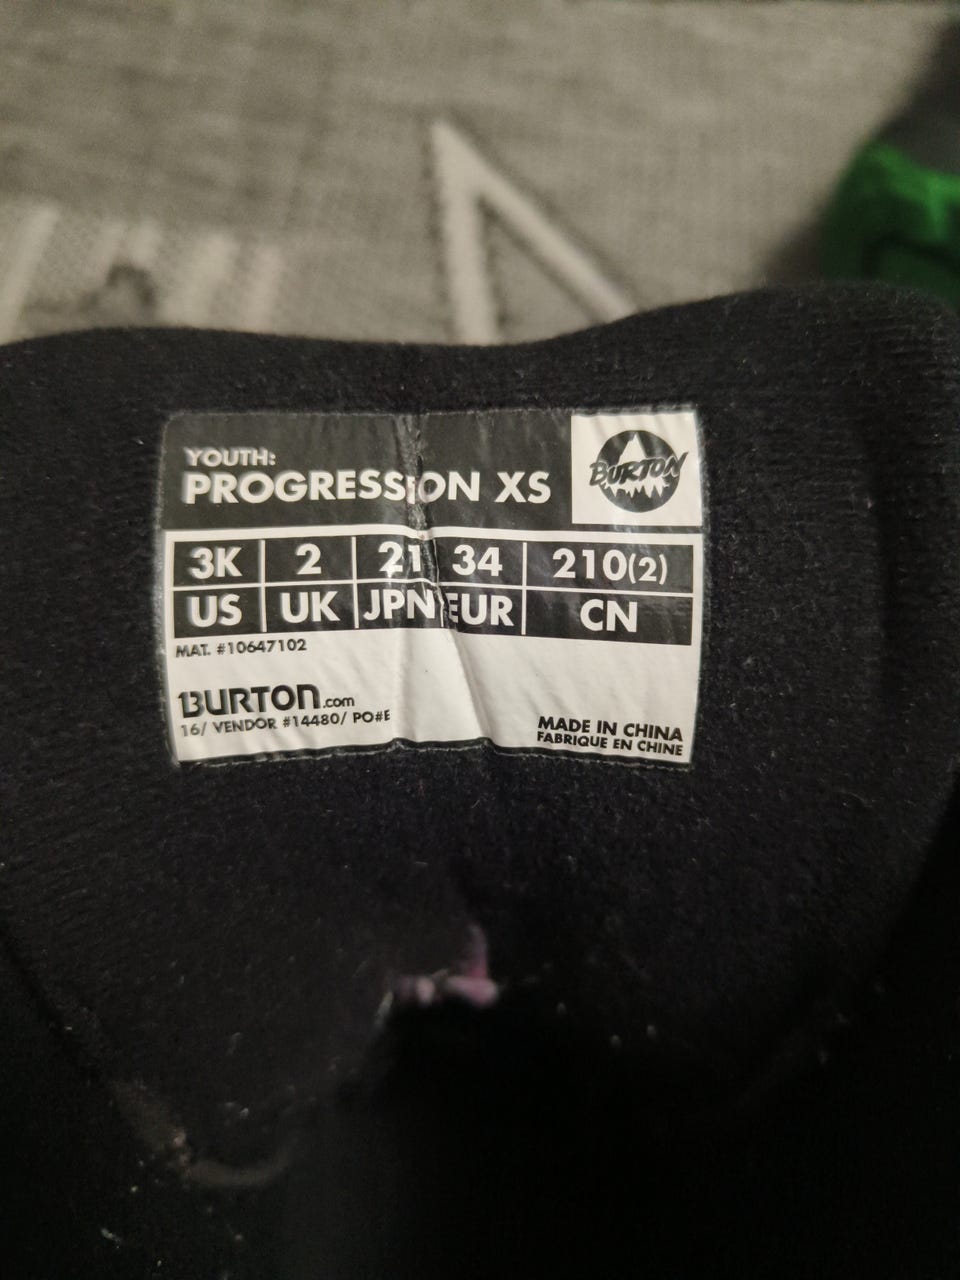 YOUTH:
PROGRESSION XS
BURTON
3K 2 21 34 210(2)
US UK JPN EUR CN
MAT. #10647102
BURTON.com
16/ VENDOR #14480/ PO#E
MADE IN CHINA
FABRIQUE EN CHINE